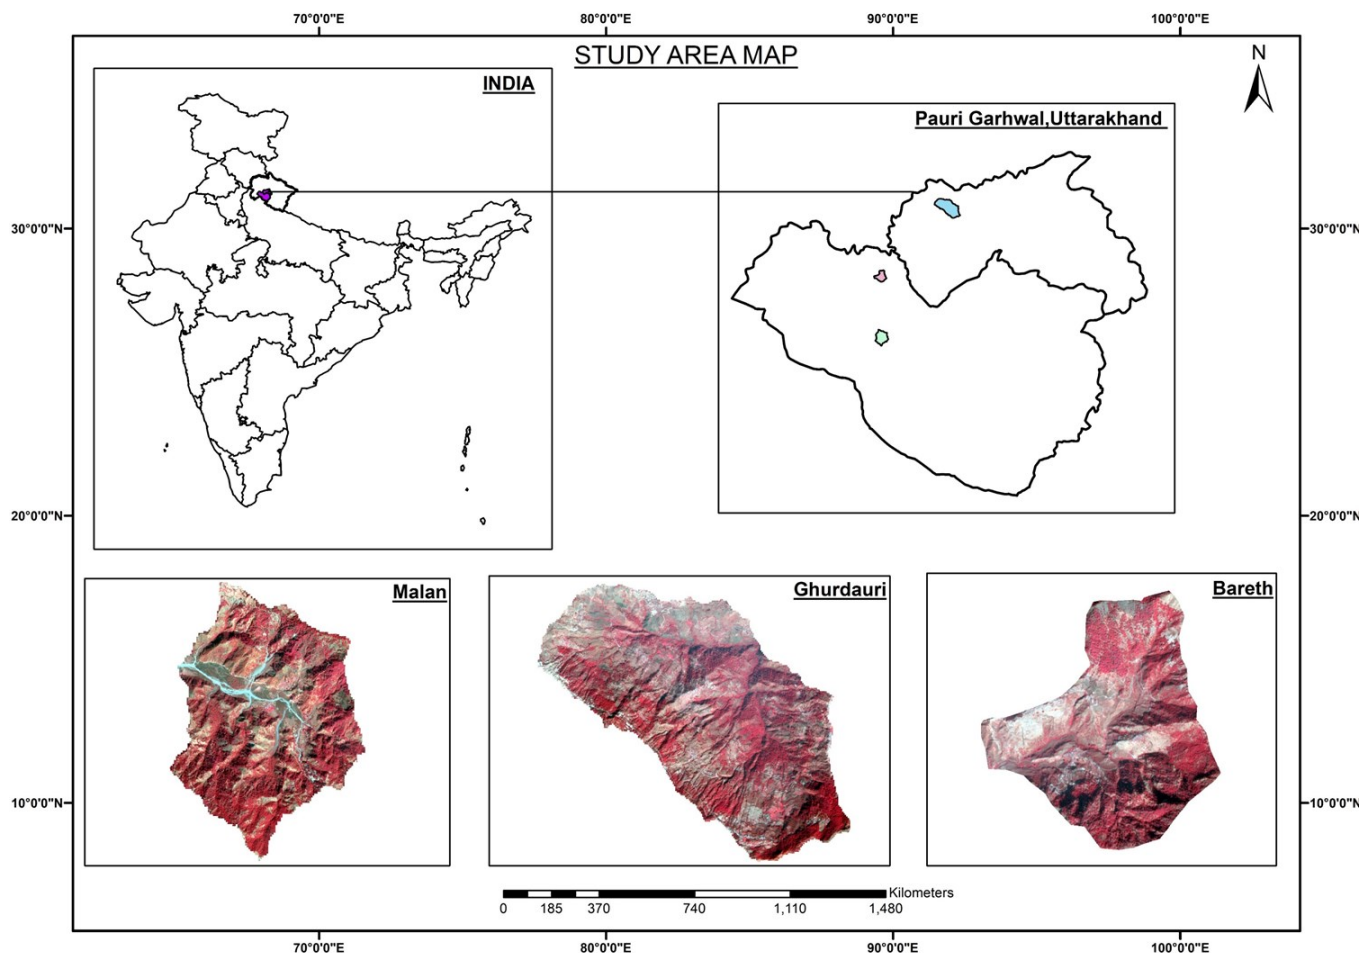 70°0'0"E 80°0'0"E 90°0'0"E 100°0'0"E
STUDY AREA MAP
N
INDIA
Pauri Garhwal,Uttarakhand
30°0'0"N 30°0'0"N
20°0'0"N 20°0'0"N
Malan Ghurdauri Bareth
10°0'0"N 10°0'0"N
Kilometers
0 185 370 740 1,110 1,480
70°0'0"E 80°0'0"E 90°0'0"E 100°0'0"E